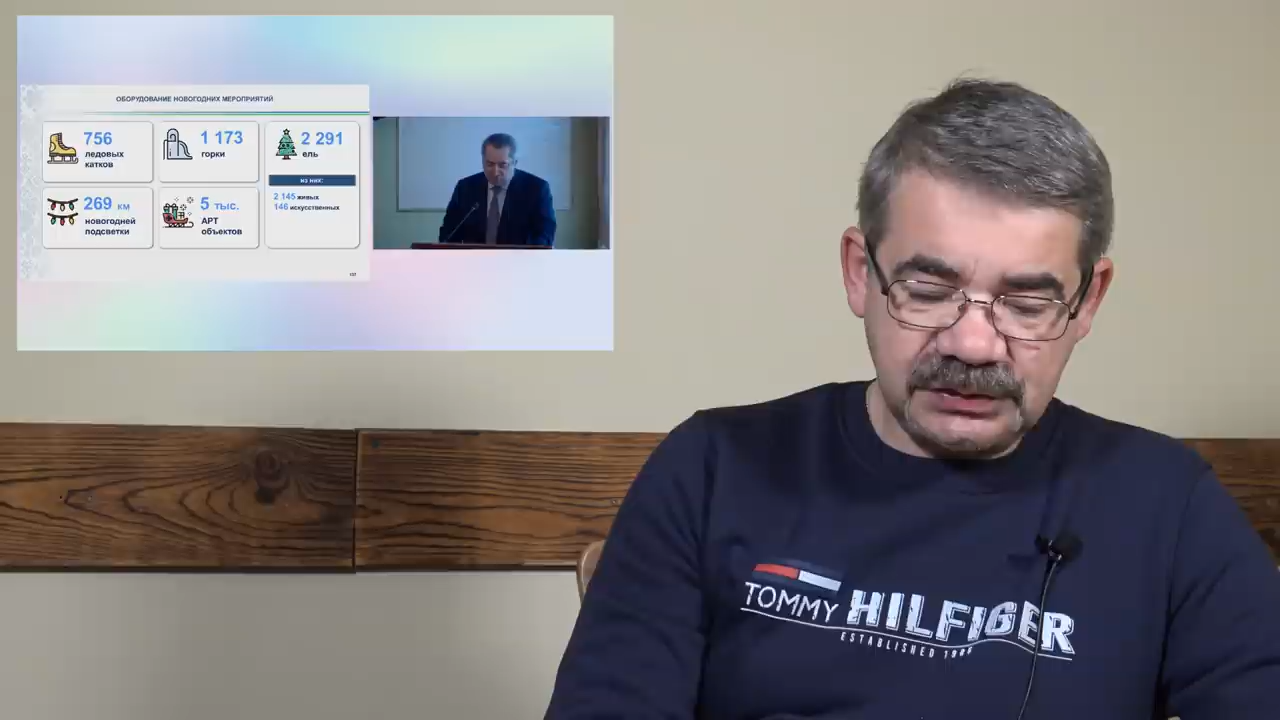 ОБОРУДОВАНИЕ НОВОГОДНИХ МЕРОПРИЯТИЙ
756
ледовых
катков
1 173
горки
2 291
ель
из них:
2 145 живых
146 искусственных
269 км
новогодней
подсветки
5 тыс.
АРТ
объектов
TOMMY HILFIGER
ESTABLISHED